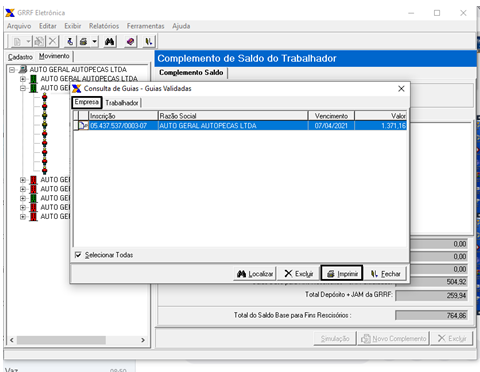 GRRF Eletrônica
Arquivo Editar Exibir Relatórios Ferramentas Ajuda
Cadastro Movimento
AUTO GERAL AUTOPECAS LTDA
AUTO GERAL AUTOPECAS LTDA
AUTO GE
AUTO GE
AUTO GE
AUTO GE
AUTO GE
AUTO GE
Complemento de Saldo do Trabalhador
Complemento Saldo
Consulta de Guias - Guias Validadas
Empresa Trabalhador
Inscrição Razão Social Vencimento Valor
05.437.537/0003-07 AUTO GERAL AUTOPECAS LTDA 07/04/2021 1.371,16
Selecionar Todas
Localizar Excluir Imprimir Fechar
0,00
0,00
0,00
504,92
Total Depósito + JAM da GRRF: 259,94
Total do Saldo Base para Fins Rescisórios : 764,86
Simulação Novo Complemento Excluir